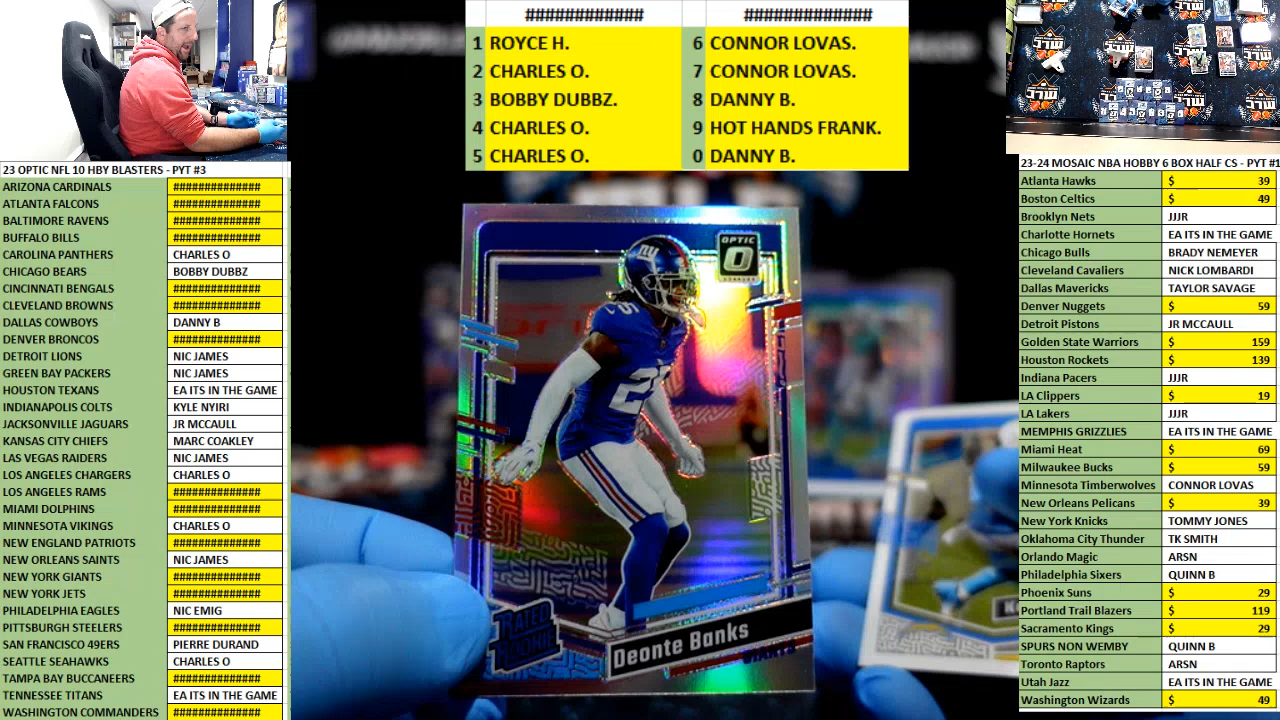 ############# #############
1 ROYCE H. 6 CONNOR LOVAS.
2 CHARLES O. 7 CONNOR LOVAS.
3 BOBBY DUBBZ. 8 DANNY B.
4 CHARLES O. 9 HOT HANDS FRANK.
5 CHARLES O. 0 DANNY B.
23 OPTIC NFL 10 HBY BLASTERS - PYT #3
ARIZONA CARDINALS ##############
ATLANTA FALCONS ##############
BALTIMORE RAVENS ##############
BUFFALO BILLS ##############
CAROLINA PANTHERS CHARLES O
CHICAGO BEARS BOBBY DUBBZ
CINCINNATI BENGALS ##############
CLEVELAND BROWNS ##############
DALLAS COWBOYS DANNY B
DENVER BRONCOS ##############
DETROIT LIONS NIC JAMES
GREEN BAY PACKERS NIC JAMES
HOUSTON TEXANS EA ITS IN THE GAME
INDIANAPOLIS COLTS KYLE NYIRI
JACKSONVILLE JAGUARS JR MCCAULL
KANSAS CITY CHIEFS MARC COAKLEY
LAS VEGAS RAIDERS NIC JAMES
LOS ANGELES CHARGERS CHARLES O
LOS ANGELES RAMS ##############
MIAMI DOLPHINS ##############
MINNESOTA VIKINGS CHARLES O
NEW ENGLAND PATRIOTS ##############
NEW ORLEANS SAINTS NIC JAMES
NEW YORK GIANTS ##############
NEW YORK JETS ##############
PHILADELPHIA EAGLES NIC EMIG
PITTSBURGH STEELERS ##############
SAN FRANCISCO 49ERS PIERRE DURAND
SEATTLE SEAHAWKS CHARLES O
TAMPA BAY BUCCANEERS ##############
TENNESSEE TITANS EA ITS IN THE GAME
WASHINGTON COMMANDERS ##############
OPTIC
NY
25
RATED
ROOKIE
Deonte Banks
23-24 MOSAIC NBA HOBBY 6 BOX HALF CS - PYT #1
Atlanta Hawks $ 39
Boston Celtics $ 49
Brooklyn Nets JJJR
Charlotte Hornets EA ITS IN THE GAME
Chicago Bulls BRADY NEMEYER
Cleveland Cavaliers NICK LOMBARDI
Dallas Mavericks TAYLOR SAVAGE
Denver Nuggets $ 59
Detroit Pistons JR MCCAULL
Golden State Warriors $ 159
Houston Rockets $ 139
Indiana Pacers JJJR
LA Clippers $ 19
LA Lakers JJJR
MEMPHIS GRIZZLIES EA ITS IN THE GAME
Miami Heat $ 69
Milwaukee Bucks $ 59
Minnesota Timberwolves CONNOR LOVAS
New Orleans Pelicans $ 39
New York Knicks TOMMY JONES
Oklahoma City Thunder TK SMITH
Orlando Magic ARSN
Philadelphia Sixers QUINN B
Phoenix Suns $ 29
Portland Trail Blazers $ 119
Sacramento Kings $ 29
SPURS NON WEMBY QUINN B
Toronto Raptors ARSN
Utah Jazz EA ITS IN THE GAME
Washington Wizards $ 49